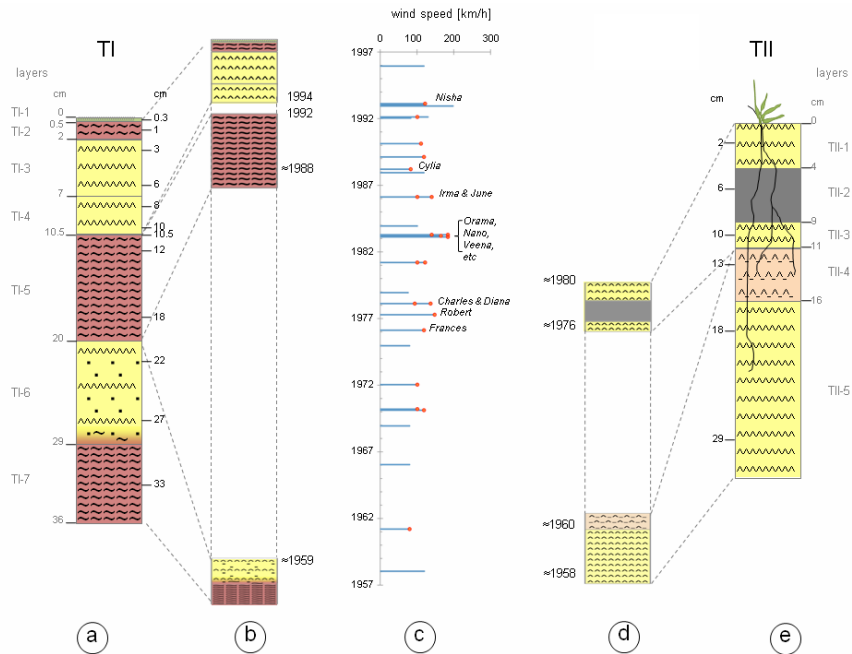 wind speed [km/h]
0 100 200 300
TI
TII
layers
cm
cm
TI-1
TI-2
TI-3
TI-4
TI-5
TI-6
TI-7
0
0.5
2
7
10.5
20
29
36
0.3
1
3
6
8
10
10.5
12
18
22
27
33
1994
1992
≈1988
≈1959
1997
1992
1987
1982
1977
1972
1967
1962
1957
Nisha
Cylia
Irma & June
Orama,
Nano,
Veena,
etc
Charles & Diana
Robert
Frances
≈1980
≈1976
≈1960
≈1958
cm
2
6
10
13
18
29
layers
cm
0
4
9
11
16
TII-1
TII-2
TII-3
TII-4
TII-5
a
b
c
d
e